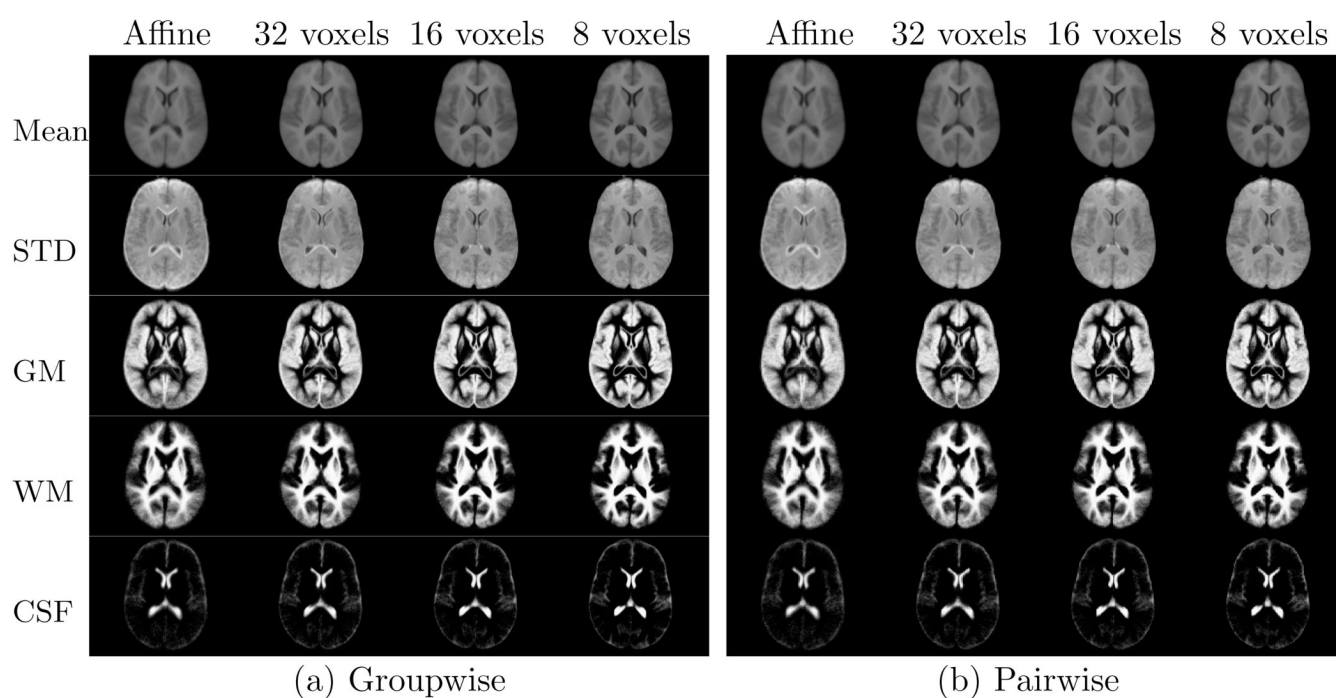 Affine 32 voxels 16 voxels 8 voxels Affine 32 voxels 16 voxels 8 voxels
Mean
STD
GM
WM
CSF
(a) Groupwise (b) Pairwise